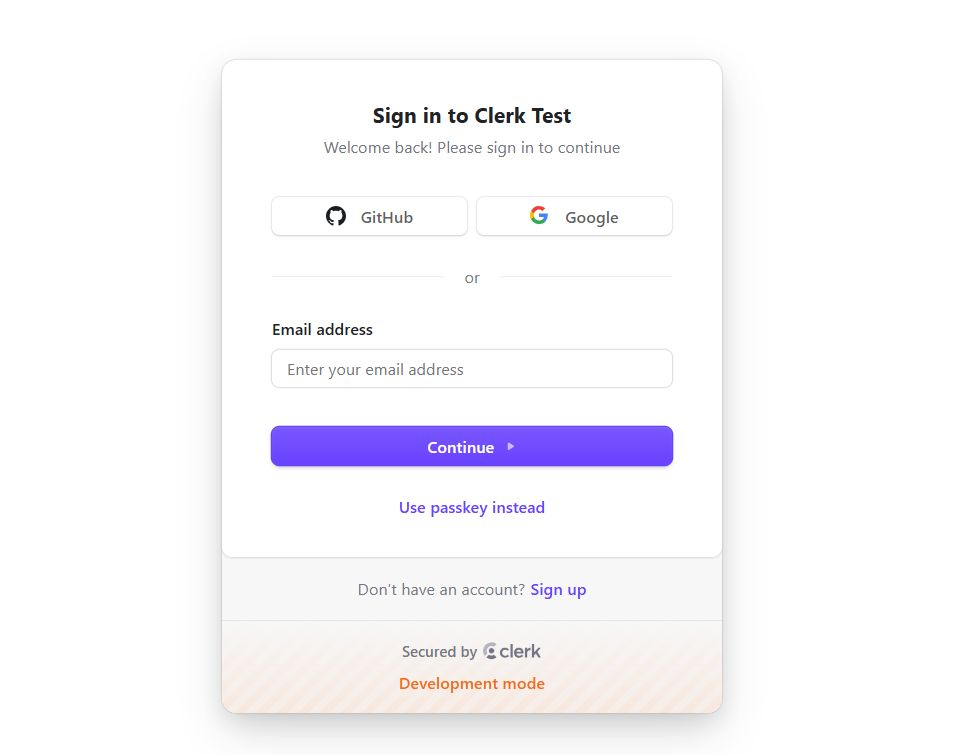 Sign in to Clerk Test
Welcome back! Please sign in to continue
GitHub
Google
or
Email address
Enter your email address
Continue
Use passkey instead
Don’t have an account? Sign up
Secured by clerk
Development mode